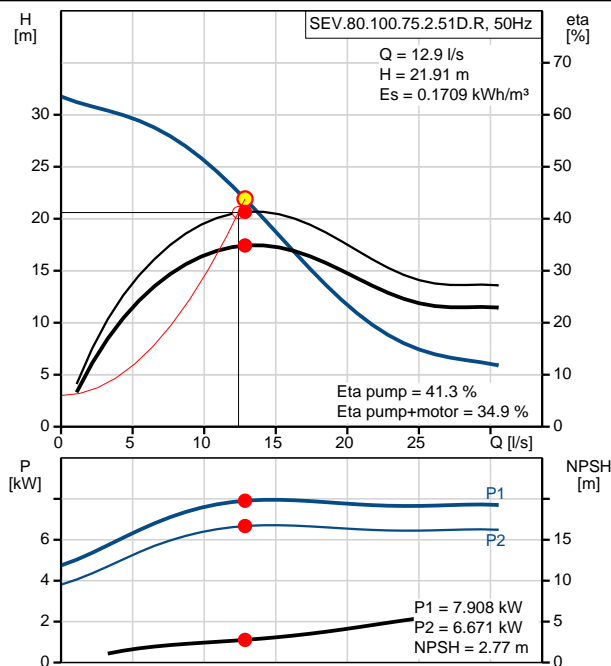 H
[m]
SEV.80.100.75.2.51D.R, 50Hz
eta
[%]
Q = 12.9 l/s
H = 21.91 m
Es = 0.1709 kWh/m³
30
25
20
15
10
5
0
70
60
50
40
30
20
10
0
Eta pump = 41.3 %
Eta pump+motor = 34.9 %
0 5 10 15 20 25 Q [l/s]
P
[kW]
NPSH
[m]
P1
P2
6
4
2
0
15
10
5
0
P1 = 7.908 kW
P2 = 6.671 kW
NPSH = 2.77 m